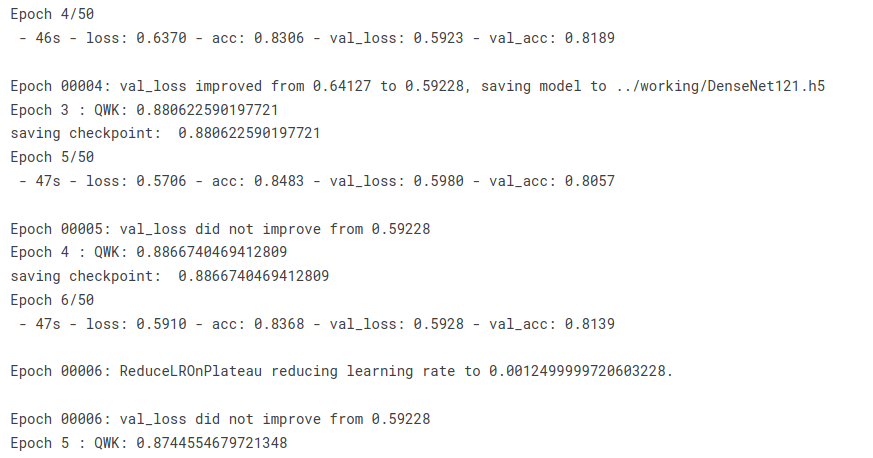 Epoch 4/50
- 46s - loss: 0.6370 - acc: 0.8306 - val_loss: 0.5923 - val_acc: 0.8189
Epoch 00004: val_loss improved from 0.64127 to 0.59228, saving model to ../working/DenseNet121.h5
Epoch 3 : QWK: 0.880622590197721
saving checkpoint:  0.880622590197721
Epoch 5/50
- 47s - loss: 0.5706 - acc: 0.8483 - val_loss: 0.5980 - val_acc: 0.8057
Epoch 00005: val_loss did not improve from 0.59228
Epoch 4 : QWK: 0.8866740469412809
saving checkpoint:  0.8866740469412809
Epoch 6/50
- 47s - loss: 0.5910 - acc: 0.8368 - val_loss: 0.5928 - val_acc: 0.8139
Epoch 00006: ReduceLROnPlateau reducing learning rate to 0.0012499999720603228.
Epoch 00006: val_loss did not improve from 0.59228
Epoch 5 : QWK: 0.8744554679721348